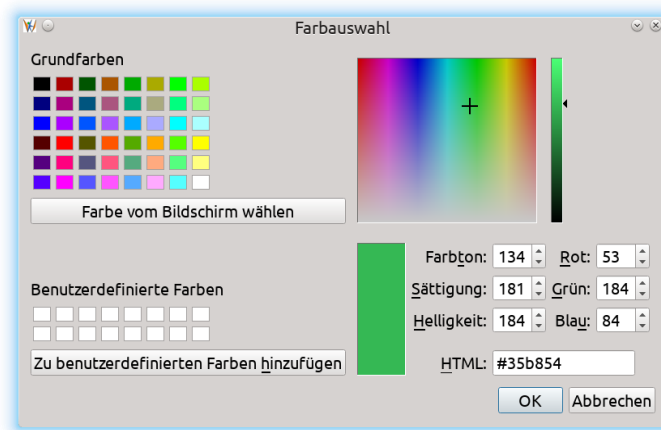 Farbauswahl
Grundfarben
Farbe vom Bildschirm wählen
Benutzerdefinierte Farben
Zu benutzerdefinierten Farben hinzufügen
Farbton: 134 Rot: 53
Sättigung: 181 Grün: 184
Helligkeit: 184 Blau: 84
HTML: #35b854
OK Abbrechen